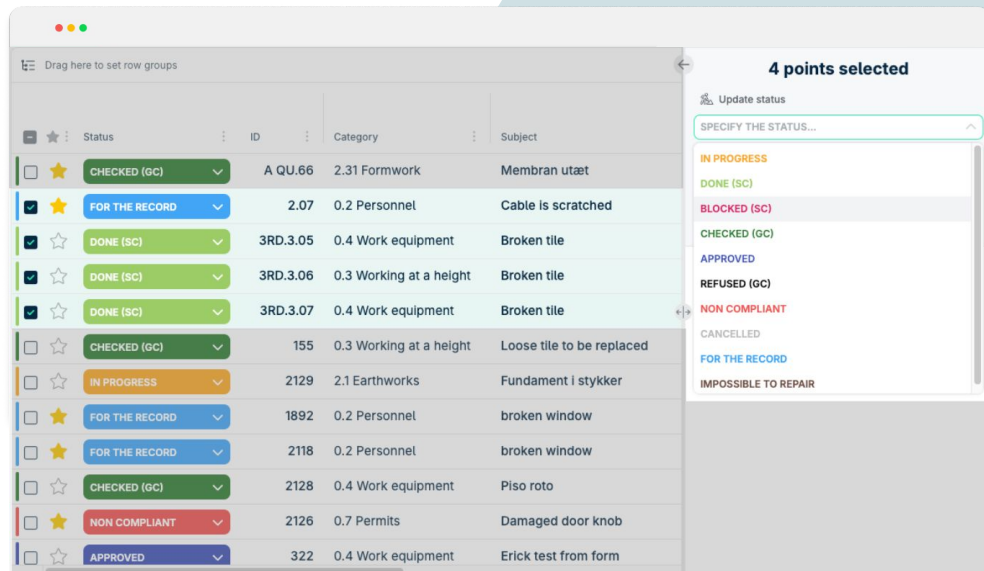 Drag here to set row groups
Status ID Category Subject
CHECKED (GC) A QU.66 2.31 Formwork Membran utæt
FOR THE RECORD 2.07 0.2 Personnel Cable is scratched
DONE (SC) 3RD.3.05 0.4 Work equipment Broken tile
DONE (SC) 3RD.3.06 0.3 Working at a height Broken tile
DONE (SC) 3RD.3.07 0.4 Work equipment Broken tile
CHECKED (GC) 155 0.3 Working at a height Loose tile to be replaced
IN PROGRESS 2129 2.1 Earthworks Fundament i stykker
FOR THE RECORD 1892 0.2 Personnel broken window
FOR THE RECORD 2118 0.2 Personnel broken window
CHECKED (GC) 2128 0.4 Work equipment Piso roto
NON COMPLIANT 2126 0.7 Permits Damaged door knob
APPROVED 322 0.4 Work equipment Erick test from form
4 points selected
Update status
SPECIFY THE STATUS...
IN PROGRESS
DONE (SC)
BLOCKED (SC)
CHECKED (GC)
APPROVED
REFUSED (GC)
NON COMPLIANT
CANCELLED
FOR THE RECORD
IMPOSSIBLE TO REPAIR